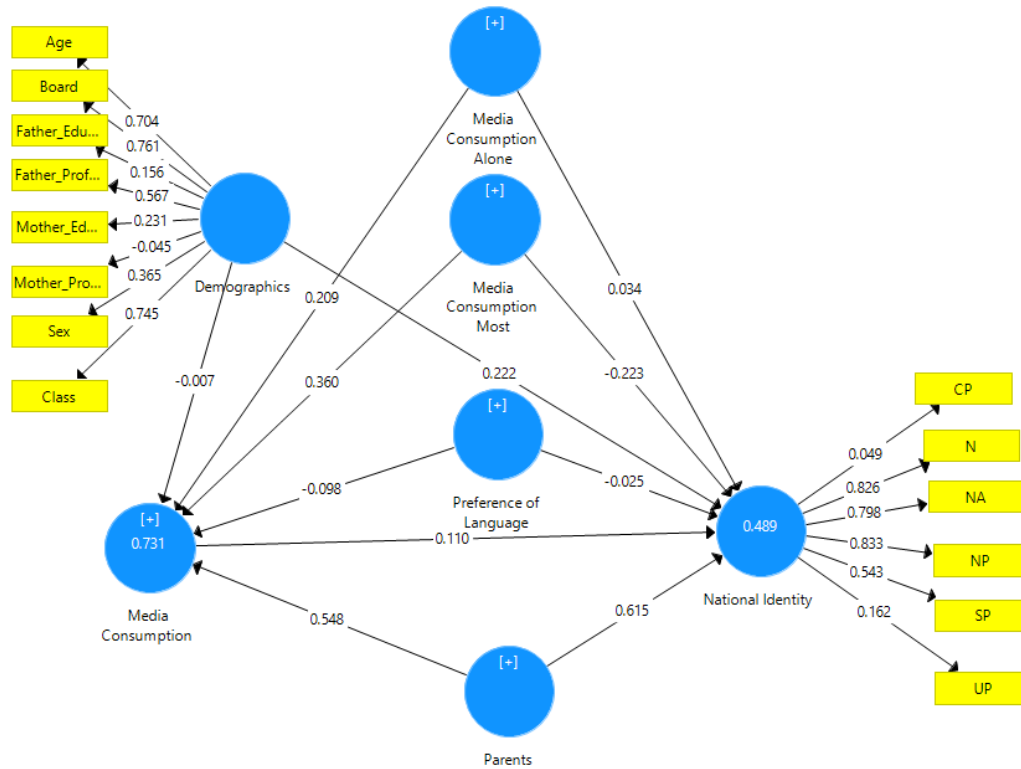 [+]
Media
Consumption
Alone
Age
Board
Father_Edu...
Father_Prof...
Mother_Ed...
Mother_Pro...
Sex
Class
0.704
0.761
0.156
0.567
0.231
-0.045
0.365
0.745
Demographics
[+]
Media
Consumption
Most
0.209
0.034
-0.007
0.360
0.222
-0.223
[+]
Preference of
Language
-0.098
-0.025
[+]
0.731
Media
Consumption
0.110
0.489
National Identity
0.049
0.826
0.798
0.833
0.543
0.162
CP
N
NA
NP
SP
UP
0.548
0.615
[+]
Parents